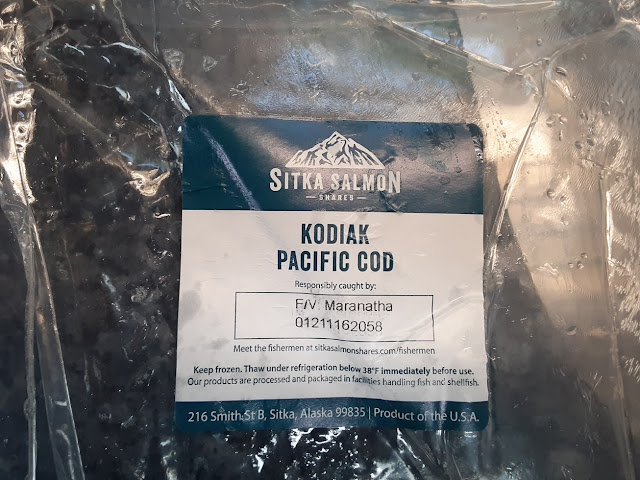 SITKA SALMON
SHARES
KODIAK
PACIFIC COD
Responsibly caught by:
F/V Maranatha
01211162058
Meet the fishermen at sitkasalmonshares.com/fishermen
Keep frozen. Thaw under refrigeration below 38°F immediately before use.
Our products are processed and packaged in facilities handling fish and shellfish.
216 Smith St B, Sitka, Alaska 99835 | Product of the U.S.A.